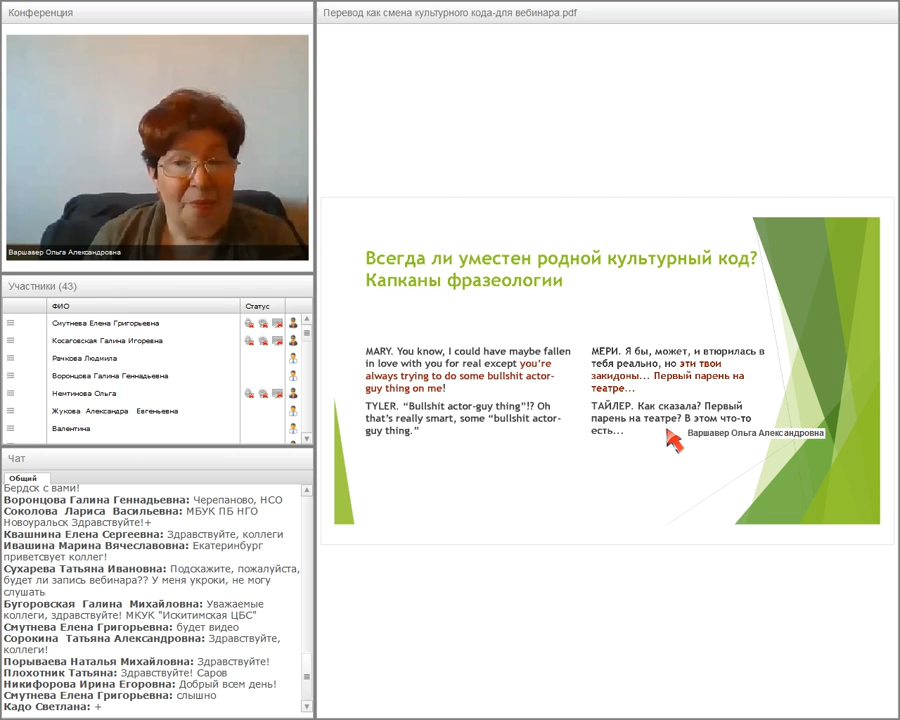 Конференция
Варшавер Ольга Александровна
Участники (43)
ФИО
Статус
Смутнева Елена Григорьевна
Косаговская Галина Игоревна
Рачкова Людмила
Воронцова Галина Геннадьевна
Немтинова Ольга
Жукова Александра Евгеньевна
Валентина
Чат
Общий
Бердск с вами!
Воронцова Галина Геннадьевна: Черепаново, НСО
Соколова Лариса Васильевна: МБУК ПБ НГО
Новоуральск Здравствуйте!+
Квашнина Елена Сергеевна: Здравствуйте, коллеги
Ивашина Марина Вячеславовна: Екатеринбург
приветсвует коллег!
Сухарева Татьяна Ивановна: Подскажите, пожалуйста,
будет ли запись вебинара?? У меня укроки, не могу
слушать
Бугоровская Галина Михайловна: Уважаемые
коллеги, здравствуйте! МКУК "Искитимская ЦБС"
Смутнева Елена Григорьевна: будет видео
Сорокина Татьяна Александровна: Здравствуйте,
коллеги!
Порываева Наталья Михайловна: Здравствуйте!
Плохотник Татьяна: Здравствуйте! Саров
Никифорова Ирина Егоровна: Добрый всем день!
Смутнева Елена Григорьевна: слышно
Кадо Светлана: +
Перевод как смена культурного кода-для вебинара.pdf
Всегда ли уместен родной культурный код?
Капканы фразеологии
MARY. You know, I could have maybe fallen
in love with you for real except you’re
always trying to do some bullshit actor-
guy thing on me!
TYLER. “Bullshit actor-guy thing”!? Oh
that’s really smart, some “bullshit actor-
guy thing.”
МЕРИ. Я бы, может, и втюрилась в
тебя реально, но эти твои
закидоны... Первый парень на
театре...
ТАЙЛЕР. Как сказала? Первый
парень на театре? В этом что-то
есть...
Варшавер Ольга Александровна